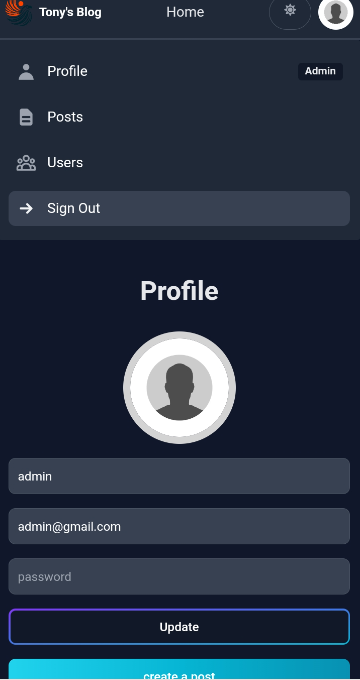 Tony's Blog Home
Profile Admin
Posts
Users
Sign Out
Profile
admin
admin@gmail.com
password
Update
create a post